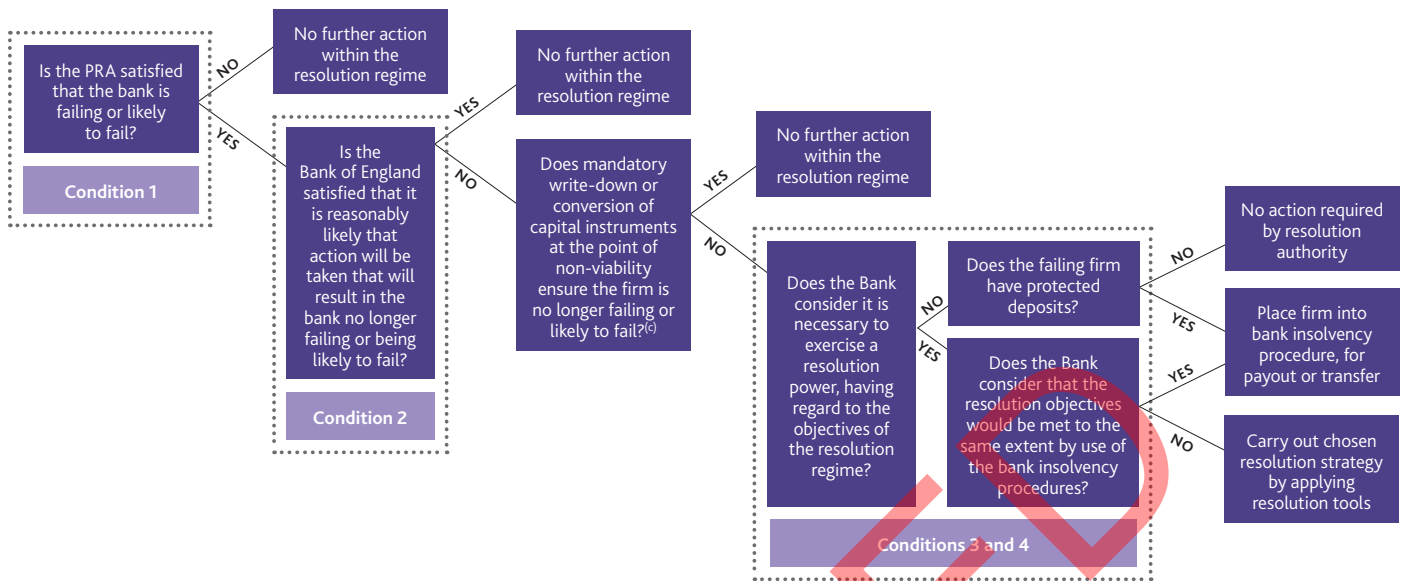 Is the PRA satisfied
that the bank is
failing or likely
to fail?
Condition 1
NO
YES
No further action
within the
resolution regime
Is the
Bank of England
satisfied that it
is reasonably
likely that
action will be
taken that will
result in the
bank no longer
failing or being
likely to fail?
Condition 2
YES
NO
No further action
within the
resolution regime
Does mandatory
write-down or
conversion of
capital instruments
at the point of
non-viability
ensure the firm is
no longer failing or
likely to fail?(c)
YES
NO
No further action
within the
resolution regime
Does the Bank
consider it is
necessary to
exercise a
resolution
power, having
regard to the
objectives of
the resolution
regime?
NO
YES
Does the failing firm
have protected
deposits?
Does the Bank
consider that the
resolution objectives
would be met to the
same extent by use of
the bank insolvency
procedures?
Conditions 3 and 4
NO
YES
YES
NO
No action required
by resolution
authority
Place firm into
bank insolvency
procedure, for
payout or transfer
Carry out chosen
resolution strategy
by applying
resolution tools